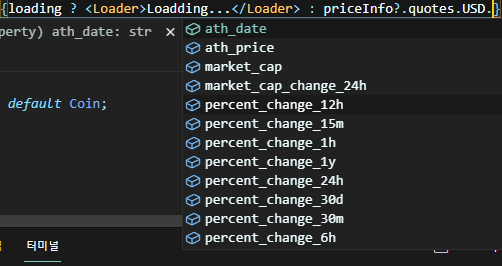 {loading ? <Loader>Loadding...</Loader> : priceInfo?.quotes.USD.}
perty) ath_date: str
ath_date
ath_price
market_cap
market_cap_change_24h
default Coin;
percent_change_12h
percent_change_15m
percent_change_1h
percent_change_1y
percent_change_24h
percent_change_30d
percent_change_30m
percent_change_6h
터미널